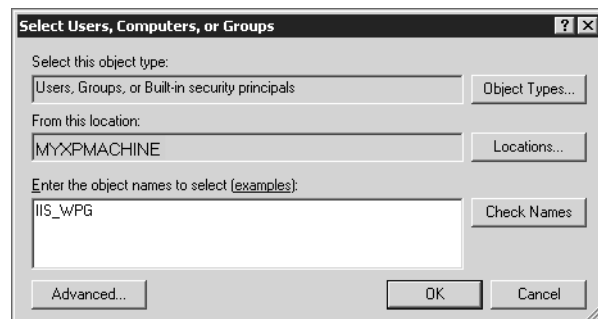 Select Users, Computers, or Groups
Select this object type:
Users, Groups, or Built-in security principals
Object Types...
From this location:
MYXPMACHINE
Locations...
Enter the object names to select (examples):
IIS_WPG
Check Names
Advanced...
OK
Cancel